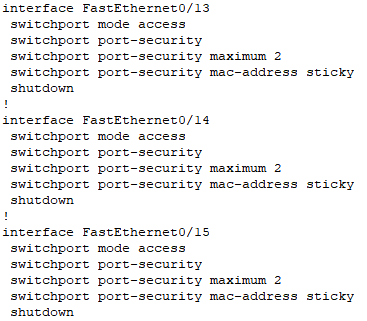 interface FastEthernet0/13
 switchport mode access
 switchport port-security
 switchport port-security maximum 2
 switchport port-security mac-address sticky
 shutdown
!
interface FastEthernet0/14
 switchport mode access
 switchport port-security
 switchport port-security maximum 2
 switchport port-security mac-address sticky
 shutdown
!
interface FastEthernet0/15
 switchport mode access
 switchport port-security
 switchport port-security maximum 2
 switchport port-security mac-address sticky
 shutdown